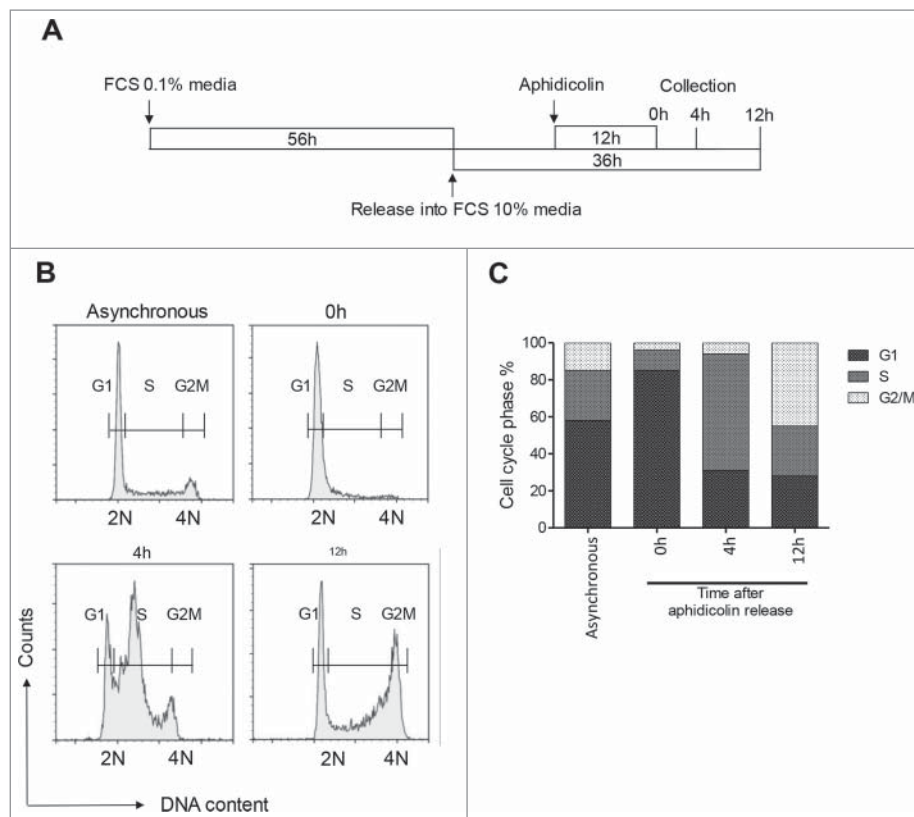 A
FCS 0.1% media
Aphidicolin
Collection
0h 4h 12h
56h
12h
36h
Release into FCS 10% media
B
Asynchronous
G1 S G2M
2N 4N
0h
G1 S G2M
2N 4N
4h
G1 S G2M
2N 4N
12h
G1 S G2M
2N 4N
Counts
DNA content
C
Cell cycle phase %
100
80
60
40
20
0
Asynchronous
0h
4h
12h
Time after
aphidicolin release
G1
S
G2/M